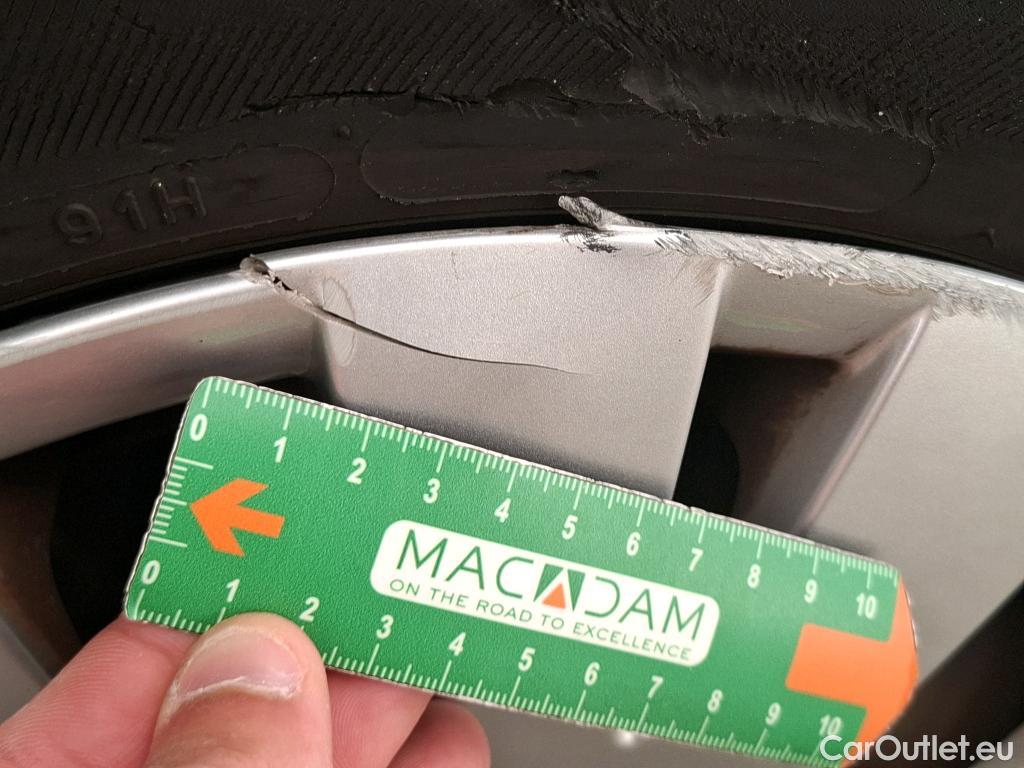 91H
0 1 2 3 4 5 6 7 8 9 10
MACADAM
ON THE ROAD TO EXCELLENCE
0 1 2 3 4 5 6 7 8 9 10
CarOutlet.eu